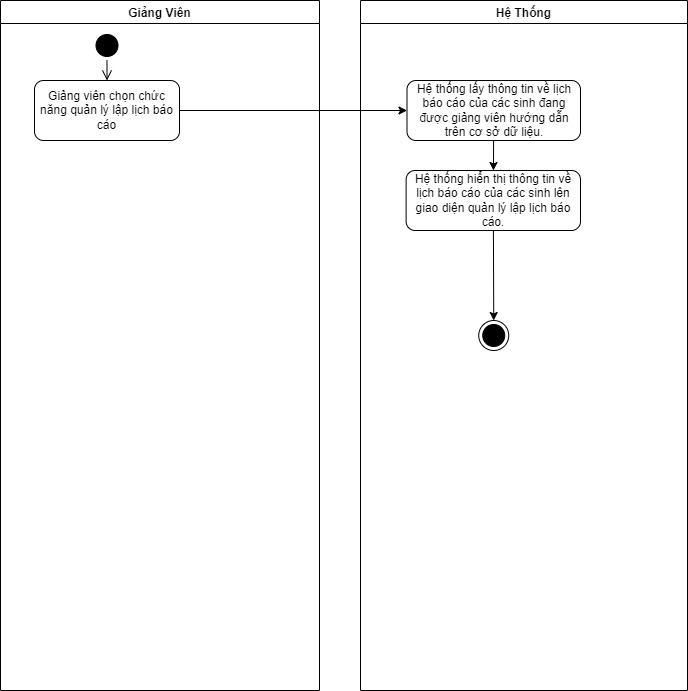 Giảng Viên
Hệ Thống
Giảng viên chọn chức
năng quản lý lập lịch báo
cáo
Hệ thống lấy thông tin về lịch
báo cáo của các sinh đang
được giảng viên hướng dẫn
trên cơ sở dữ liệu.
Hệ thống hiển thị thông tin về
lịch báo cáo của các sinh lên
giao diện quản lý lập lịch báo
cáo.